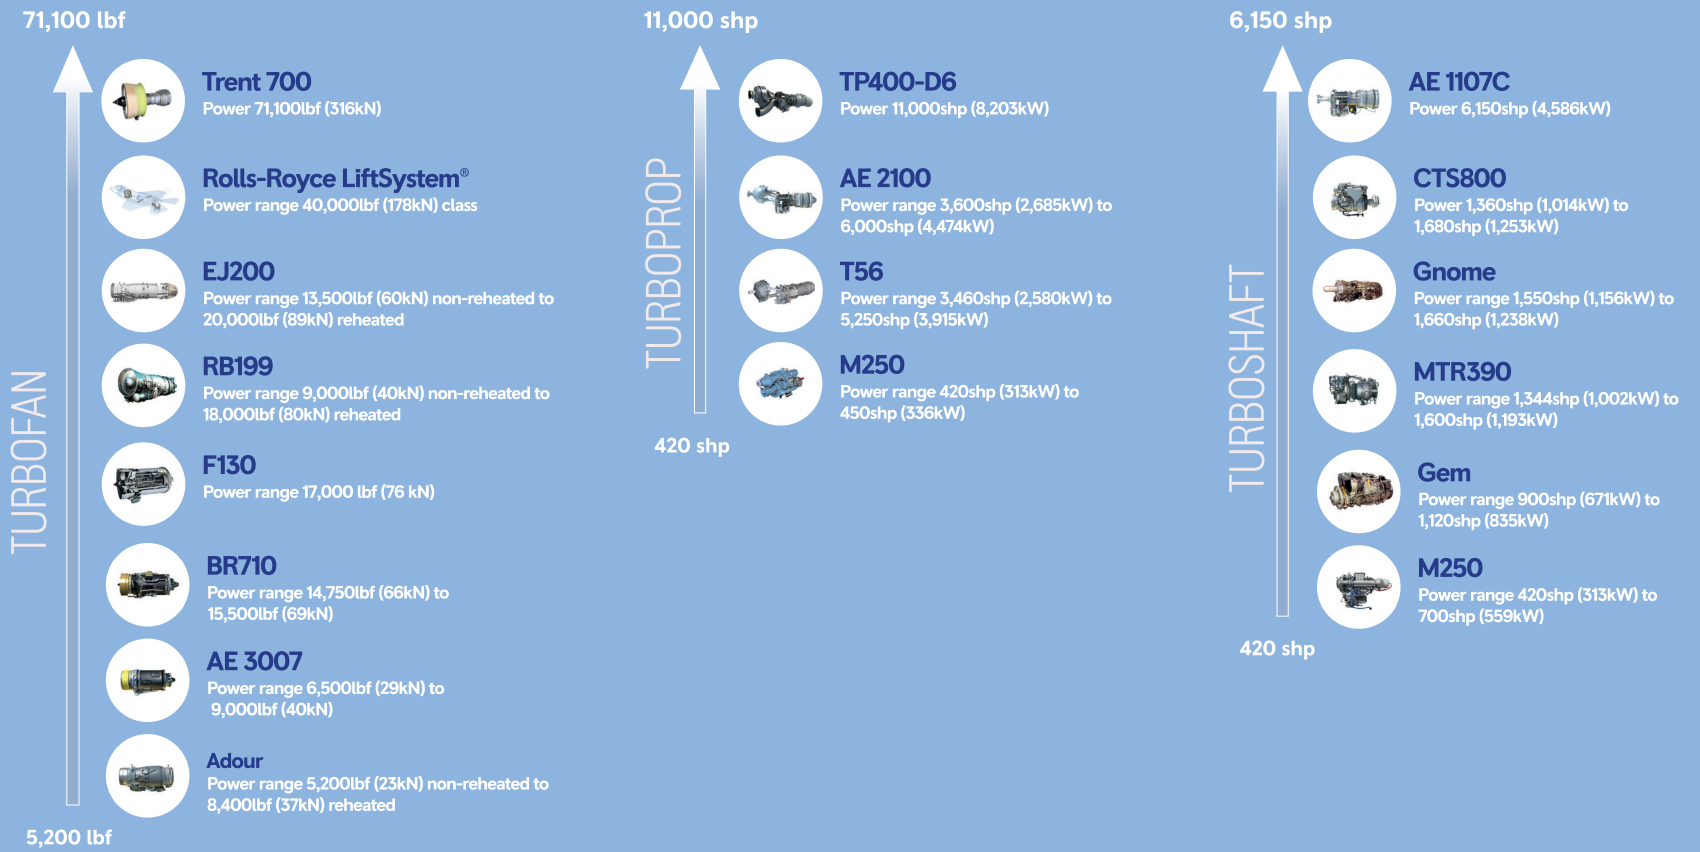 71,100 lbf
TURBOFAN
Trent 700
Power 71,100lbf (316kN)
Rolls-Royce LiftSystem®
Power range 40,000lbf (178kN) class
EJ200
Power range 13,500lbf (60kN) non-reheated to
20,000lbf (89kN) reheated
RB199
Power range 9,000lbf (40kN) non-reheated to
18,000lbf (80kN) reheated
F130
Power range 17,000 lbf (76 kN)
BR710
Power range 14,750lbf (66kN) to
15,500lbf (69kN)
AE 3007
Power range 6,500lbf (29kN) to
9,000lbf (40kN)
Adour
Power range 5,200lbf (23kN) non-reheated to
8,400lbf (37kN) reheated
5,200 lbf
11,000 shp
TURBOPROP
TP400-D6
Power 11,000shp (8,203kW)
AE 2100
Power range 3,600shp (2,685kW) to
6,000shp (4,474kW)
T56
Power range 3,460shp (2,580kW) to
5,250shp (3,915kW)
M250
Power range 420shp (313kW) to
450shp (336kW)
420 shp
6,150 shp
TURBOSHAFT
AE 1107C
Power 6,150shp (4,586kW)
CTS800
Power 1,360shp (1,014kW) to
1,680shp (1,253kW)
Gnome
Power range 1,550shp (1,156kW) to
1,660shp (1,238kW)
MTR390
Power range 1,344shp (1,002kW) to
1,600shp (1,193kW)
Gem
Power range 900shp (671kW) to
1,120shp (835kW)
M250
Power range 420shp (313kW) to
700shp (559kW)
420 shp